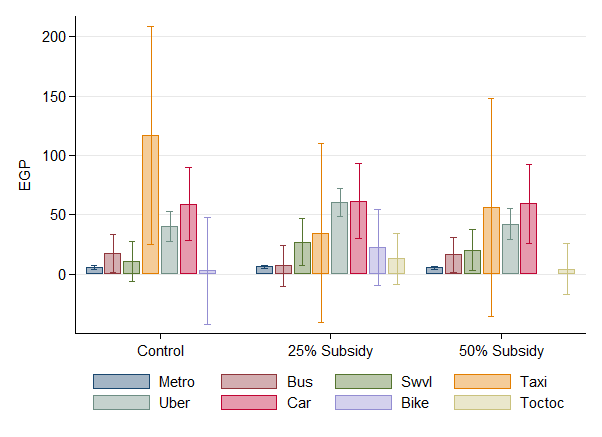 200
150
100
50
0
EGP
Control 25% Subsidy 50% Subsidy
Metro Bus Swvl Taxi
Uber Car Bike Toctoc